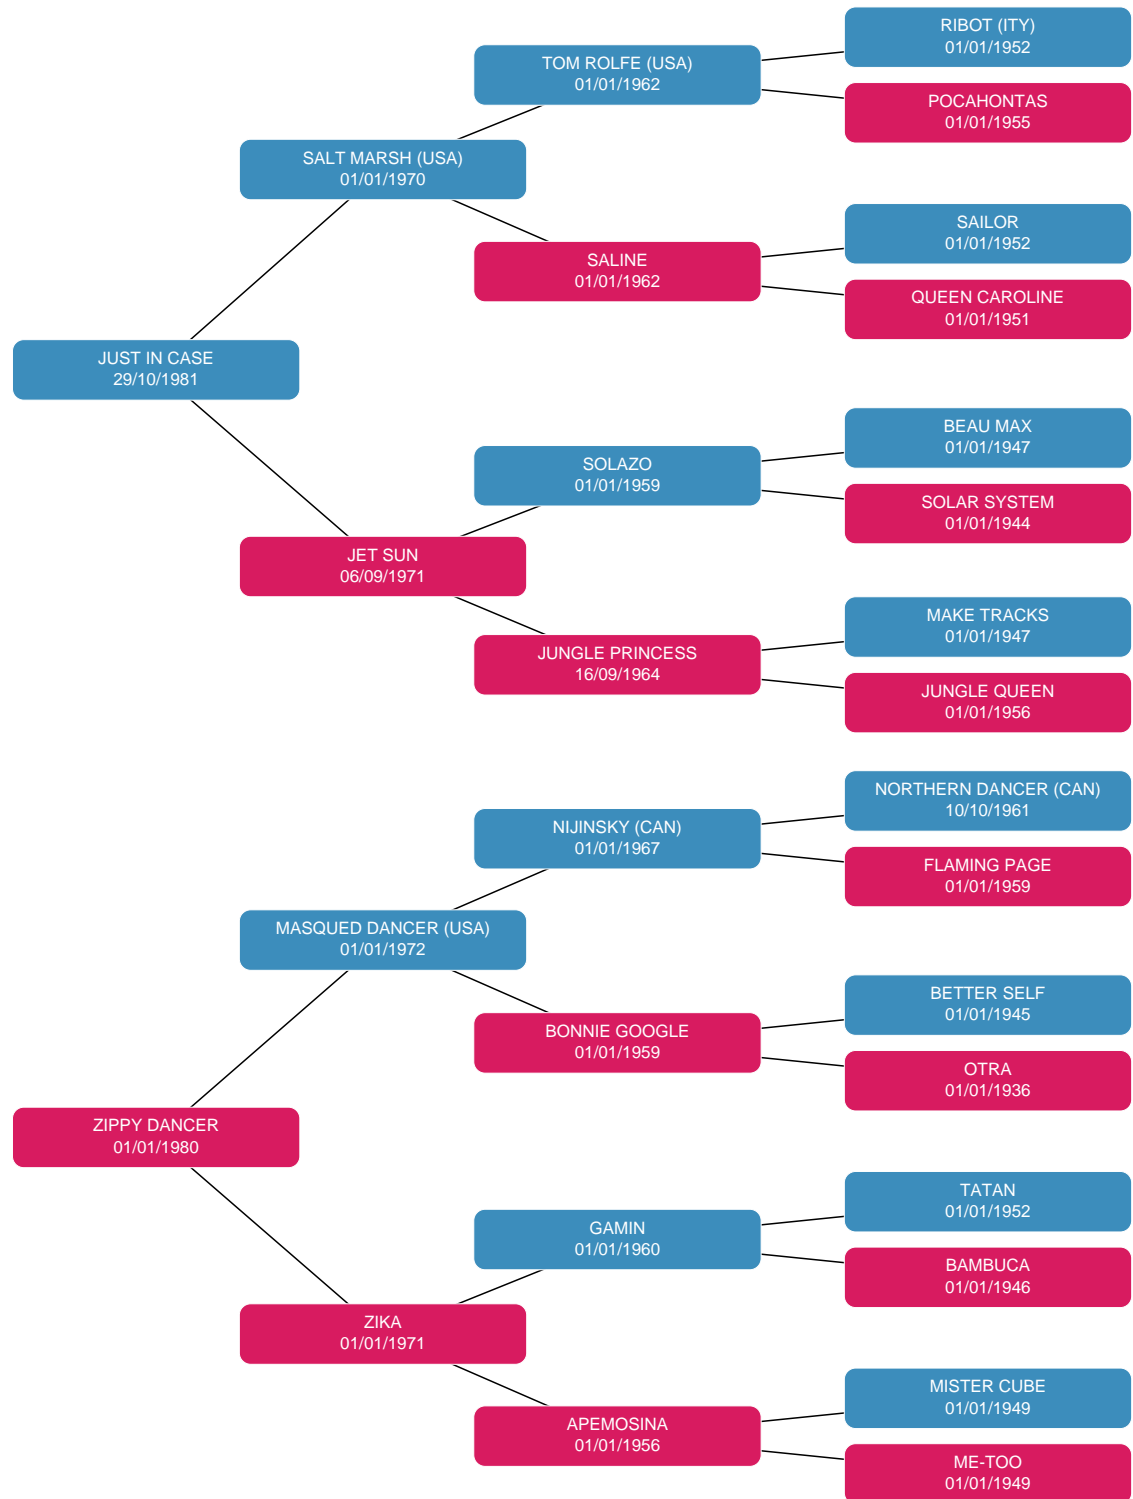 RIBOT (ITY)
01/01/1952
TOM ROLFE (USA)
01/01/1962
POCAHONTAS
01/01/1955
SALT MARSH (USA)
01/01/1970
SAILOR
01/01/1952
SALINE
01/01/1962
QUEEN CAROLINE
01/01/1951
JUST IN CASE
29/10/1981
BEAU MAX
01/01/1947
SOLAZO
01/01/1959
SOLAR SYSTEM
01/01/1944
JET SUN
06/09/1971
MAKE TRACKS
01/01/1947
JUNGLE PRINCESS
16/09/1964
JUNGLE QUEEN
01/01/1956
NORTHERN DANCER (CAN)
10/10/1961
NIJINSKY (CAN)
01/01/1967
FLAMING PAGE
01/01/1959
MASQUED DANCER (USA)
01/01/1972
BETTER SELF
01/01/1945
BONNIE GOOGLE
01/01/1959
OTRA
01/01/1936
ZIPPY DANCER
01/01/1980
TATAN
01/01/1952
GAMIN
01/01/1960
BAMBUCA
01/01/1946
ZIKA
01/01/1971
MISTER CUBE
01/01/1949
APEMOSINA
01/01/1956
ME-TOO
01/01/1949